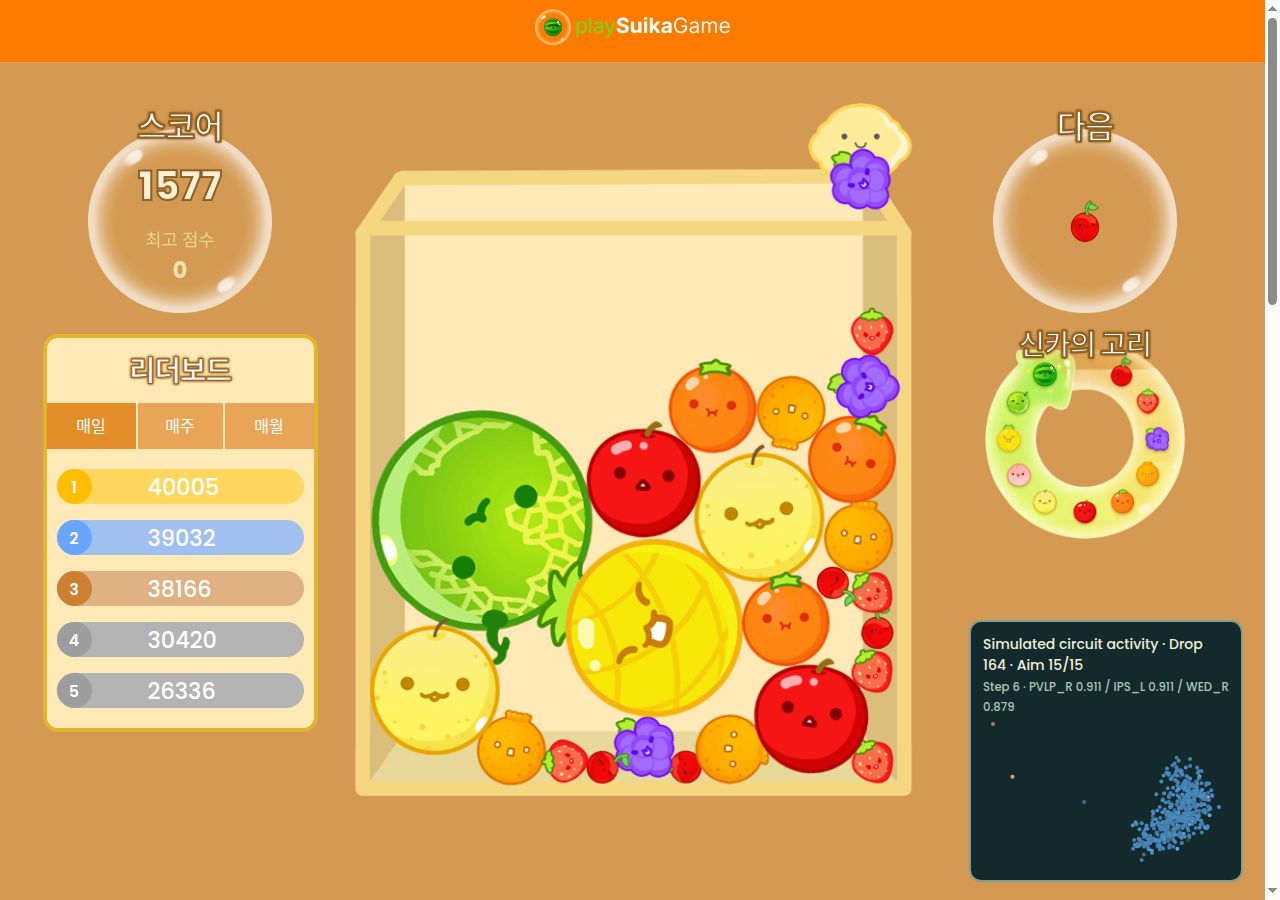 playSuikaGame
스코어
1577
최고 점수
0
다음
리더보드
매일
매주
매월
1
40005
2
39032
3
38166
4
30420
5
26336
신카의 고리
Simulated circuit activity · Drop
164 · Aim 15/15
Step 6 · PVLP_R 0.911 / IPS_L 0.911 / WED_R
0.879